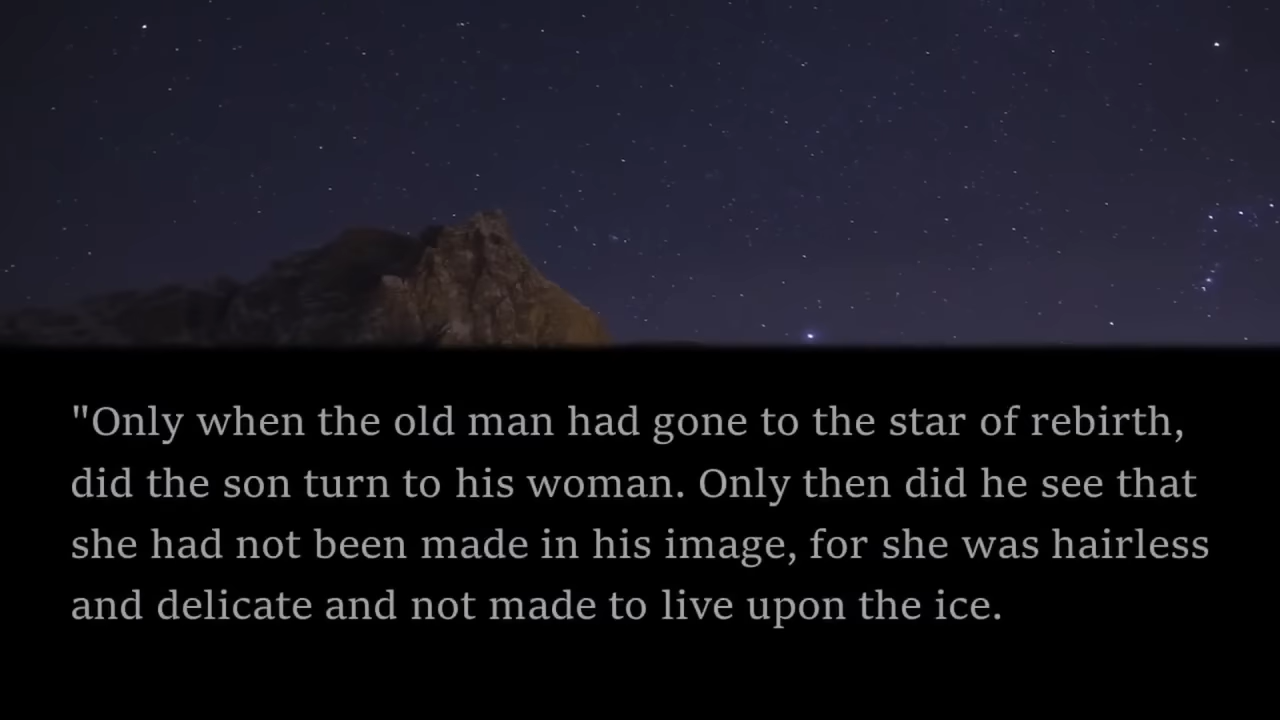 "Only when the old man had gone to the star of rebirth,
did the son turn to his woman. Only then did he see that
she had not been made in his image, for she was hairless
and delicate and not made to live upon the ice.